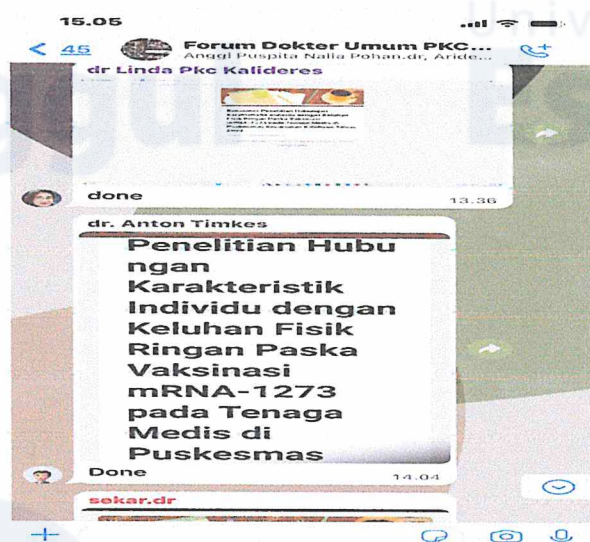 15.05
45
Forum Dokter Umum PKC...
Anggi Puspita Naila Pohan.dr, Aride...
dr Linda Pkc Kalideres
done
13.36
dr. Anton Timkes
Penelitian Hubu
ngan
Karakteristik
Individu dengan
Keluhan Fisik
Ringan Paska
Vaksinasi
mRNA-1273
pada Tenaga
Medis di
Puskesmas
Done
14.04
sekar.dr